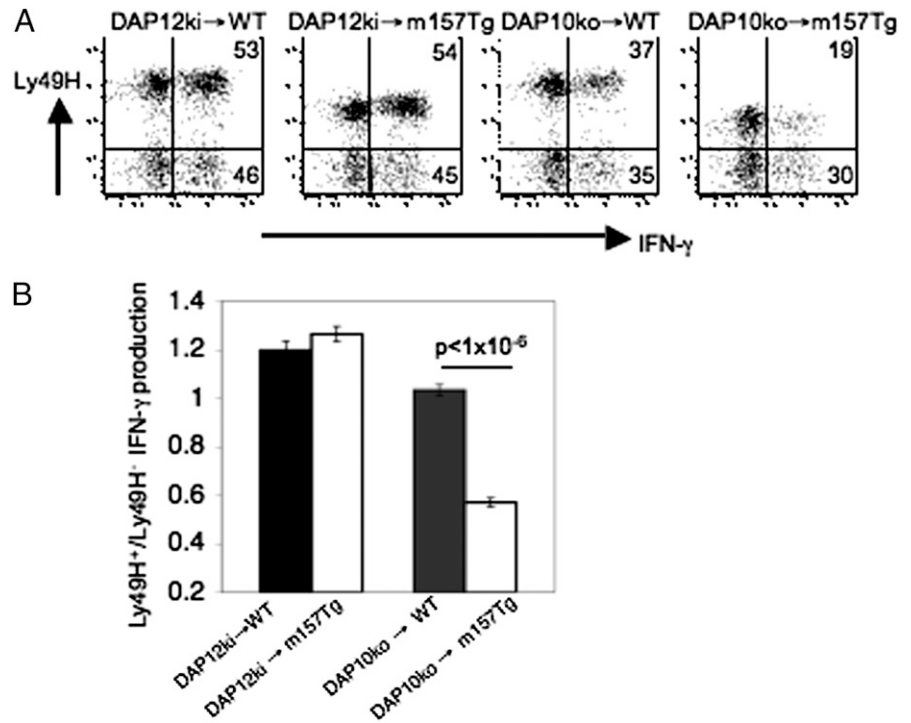 A
DAP12ki→WT
DAP12ki→m157Tg
DAP10ko→WT
DAP10ko→m157Tg
53
54
37
19
Ly49H
46
45
35
30
IFN-γ
B
Ly49H⁺/Ly49H⁻ IFN-γ production
1.4
1.2
1
0.8
0.6
0.4
0.2
p<1x10⁻⁶
DAP12ki→WT
DAP12ki → m157Tg
DAP10ko → WT
DAP10ko → m157Tg